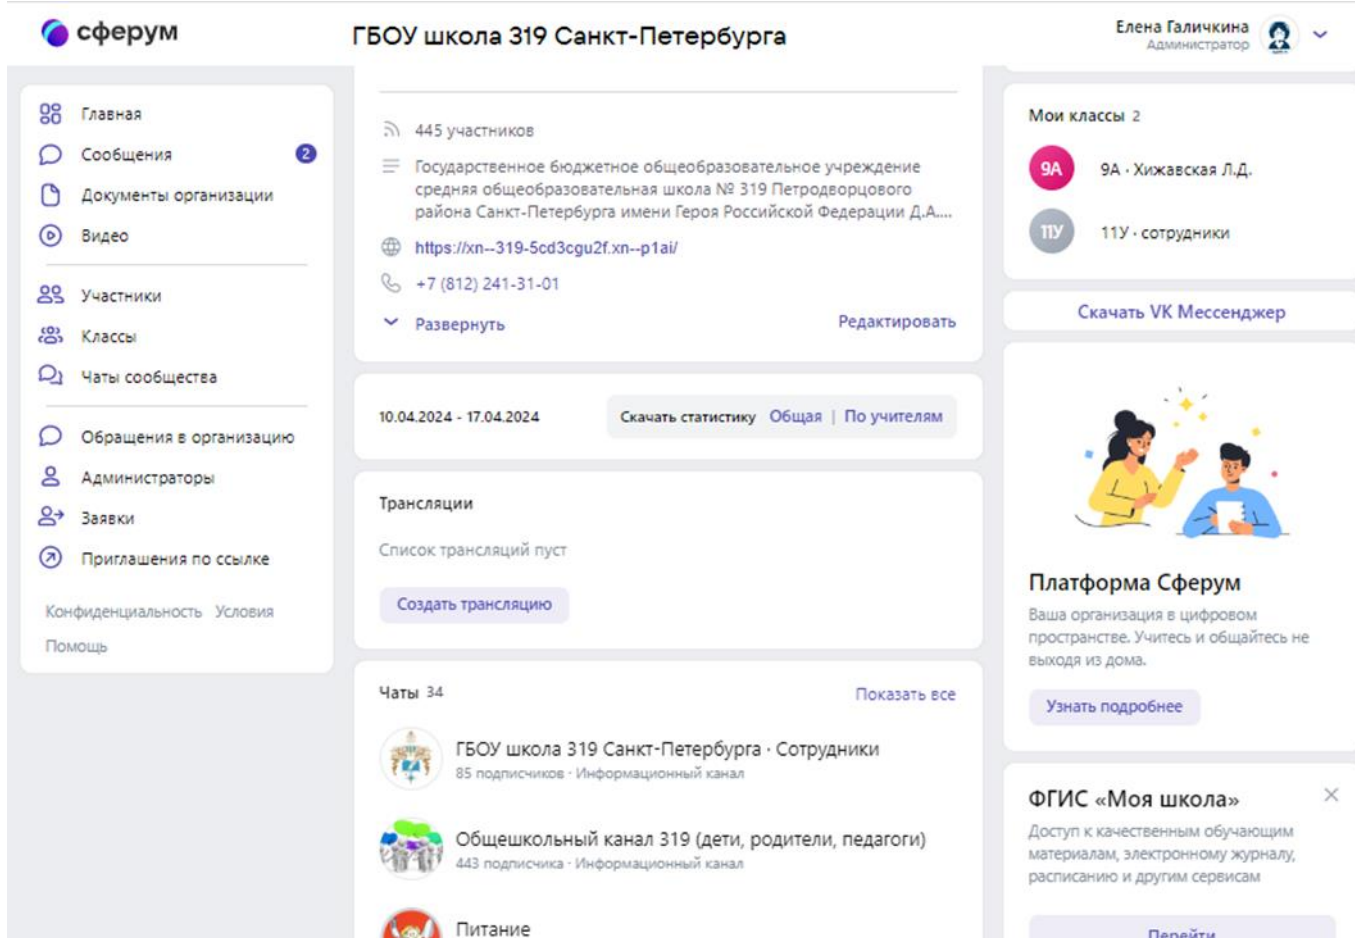 сферум
ГБОУ школа 319 Санкт-Петербурга
Елена Галичкина
Администратор
Главная
Сообщения 2
Документы организации
Видео
Участники
Классы
Чаты сообщества
Обращения в организацию
Администраторы
Заявки
Приглашения по ссылке
Конфиденциальность Условия
Помощь
445 участников
Государственное бюджетное общеобразовательное учреждение
средняя общеобразовательная школа № 319 Петродворцового
района Санкт-Петербурга имени Героя Российской Федерации Д.А....
https://xn--319-5cd3cgu2f.xn--p1ai/
+7 (812) 241-31-01
Развернуть Редактировать
10.04.2024 - 17.04.2024 Скачать статистику Общая | По учителям
Трансляции
Список трансляций пуст
Создать трансляцию
Чаты 34 Показать все
ГБОУ школа 319 Санкт-Петербурга · Сотрудники
85 подписчиков · Информационный канал
Общешкольный канал 319 (дети, родители, педагоги)
443 подписчика · Информационный канал
Питание
Мои классы 2
9А 9А · Хижавская Л.Д.
11У 11У · сотрудники
Скачать VK Мессенджер
Платформа Сферум
Ваша организация в цифровом
пространстве. Учитесь и общайтесь не
выходя из дома.
Узнать подробнее
ФГИС «Моя школа»
Доступ к качественным обучающим
материалам, электронному журналу,
расписанию и другим сервисам
Перейти